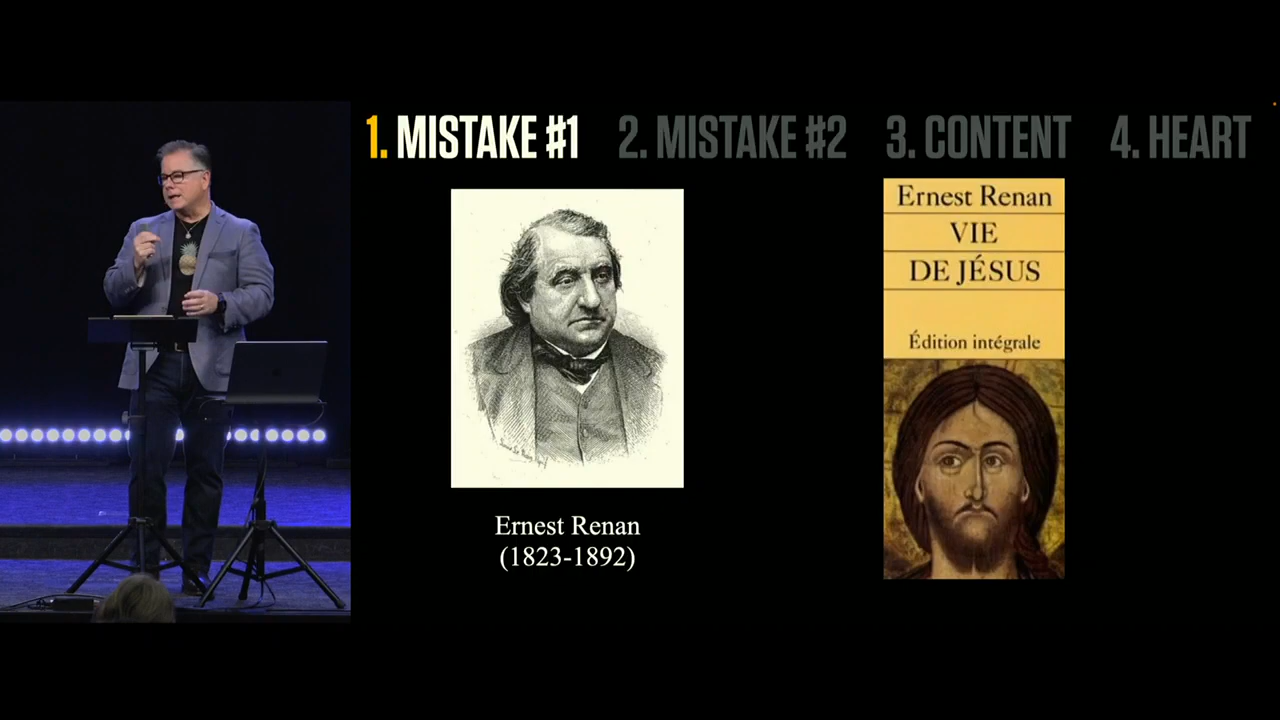 1. MISTAKE #1
2. MISTAKE #2
3. CONTENT
4. HEART
Ernest Renan
(1823-1892)
Ernest Renan
VIE
DE JÉSUS
Édition intégrale